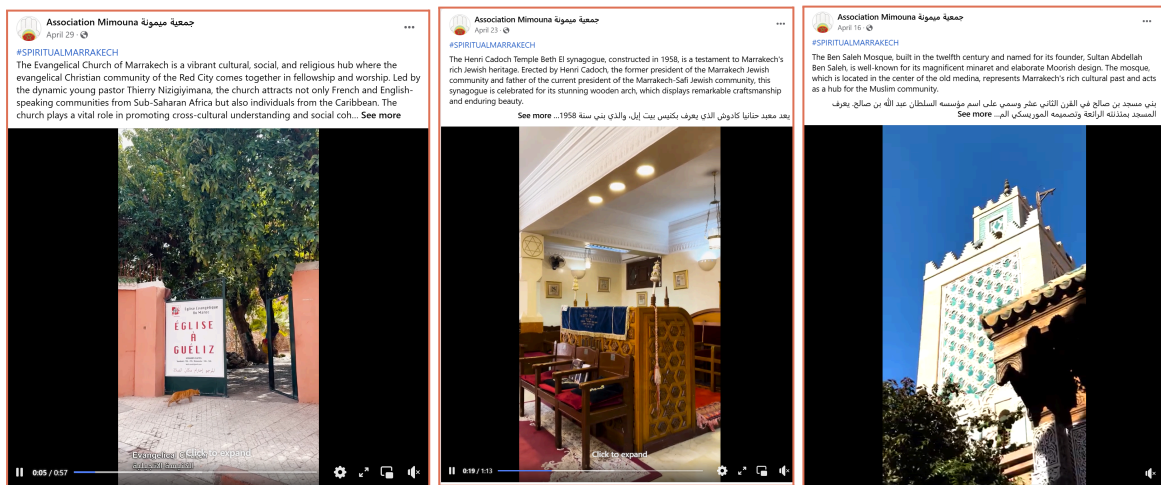 Association Mimouna جمعية ميمونة
April 29
#SPIRITUALMARRAKECH
The Evangelical Church of Marrakech is a vibrant cultural, social, and religious hub where the
evangelical Christian community of the Red City comes together in fellowship and worship. Led by
the dynamic young pastor Thierry Nizigiyimana, the church attracts not only French and English-
speaking communities from Sub-Saharan Africa but also individuals from the Caribbean. The
church plays a vital role in promoting cross-cultural understanding and social coh... See more
ÉGLISE
À
GUÉLIZ
Click to expand
0:05 / 0:57
Association Mimouna جمعية ميمونة
April 23
#SPIRITUALMARRAKECH
The Henri Cadoch Temple Beth El synagogue, constructed in 1958, is a testament to Marrakech's
rich Jewish heritage. Erected by Henri Cadoch, the former president of the Marrakech Jewish
community and father of the current president of the Marrakech-Safi Jewish community, this
synagogue is celebrated for its stunning wooden arch, which displays remarkable craftsmanship
and enduring beauty.
يعد معبد حنانيا كادوش الذي يعرف بكنيس بيت إيل، والذي بني سنة 1958... See more
Click to expand
0:19 / 1:13
Association Mimouna جمعية ميمونة
April 16
#SPIRITUALMARRAKECH
The Ben Saleh Mosque, built in the twelfth century and named for its founder, Sultan Abdellah
Ben Saleh, is well-known for its magnificent minaret and elaborate Moorish design. The mosque,
which is located in the center of the old medina, represents Marrakech's rich cultural past and acts
as a hub for the Muslim community.
بني مسجد بن صالح في القرن الثاني عشر وسمي على اسم مؤسسه السلطان عبد الله بن صالح. يعرف
المسجد بمئذنته الرائعة وتصميمه الموريسكي الم... See more